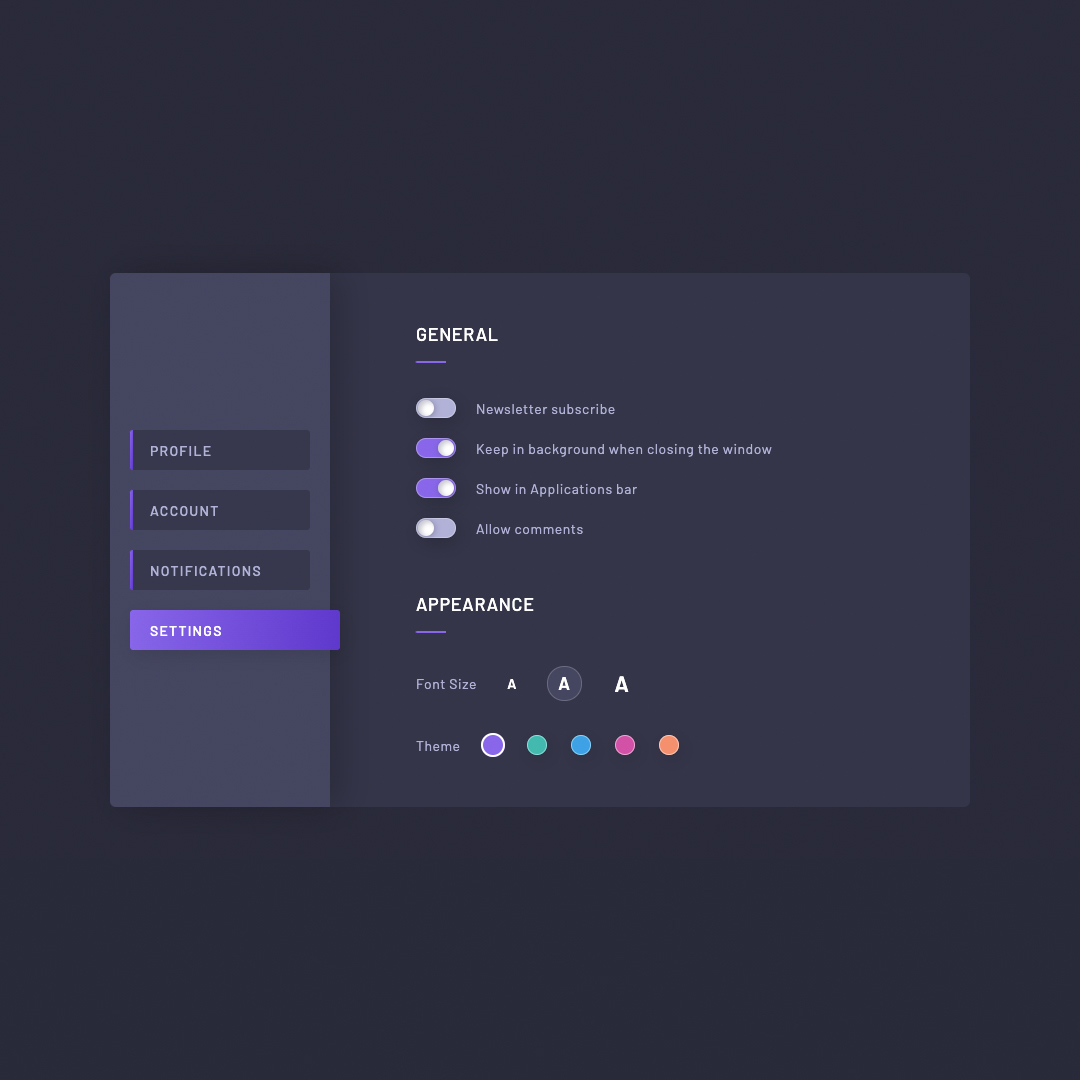 PROFILE
ACCOUNT
NOTIFICATIONS
SETTINGS
GENERAL
Newsletter subscribe
Keep in background when closing the window
Show in Applications bar
Allow comments
APPEARANCE
Font Size A A A
Theme